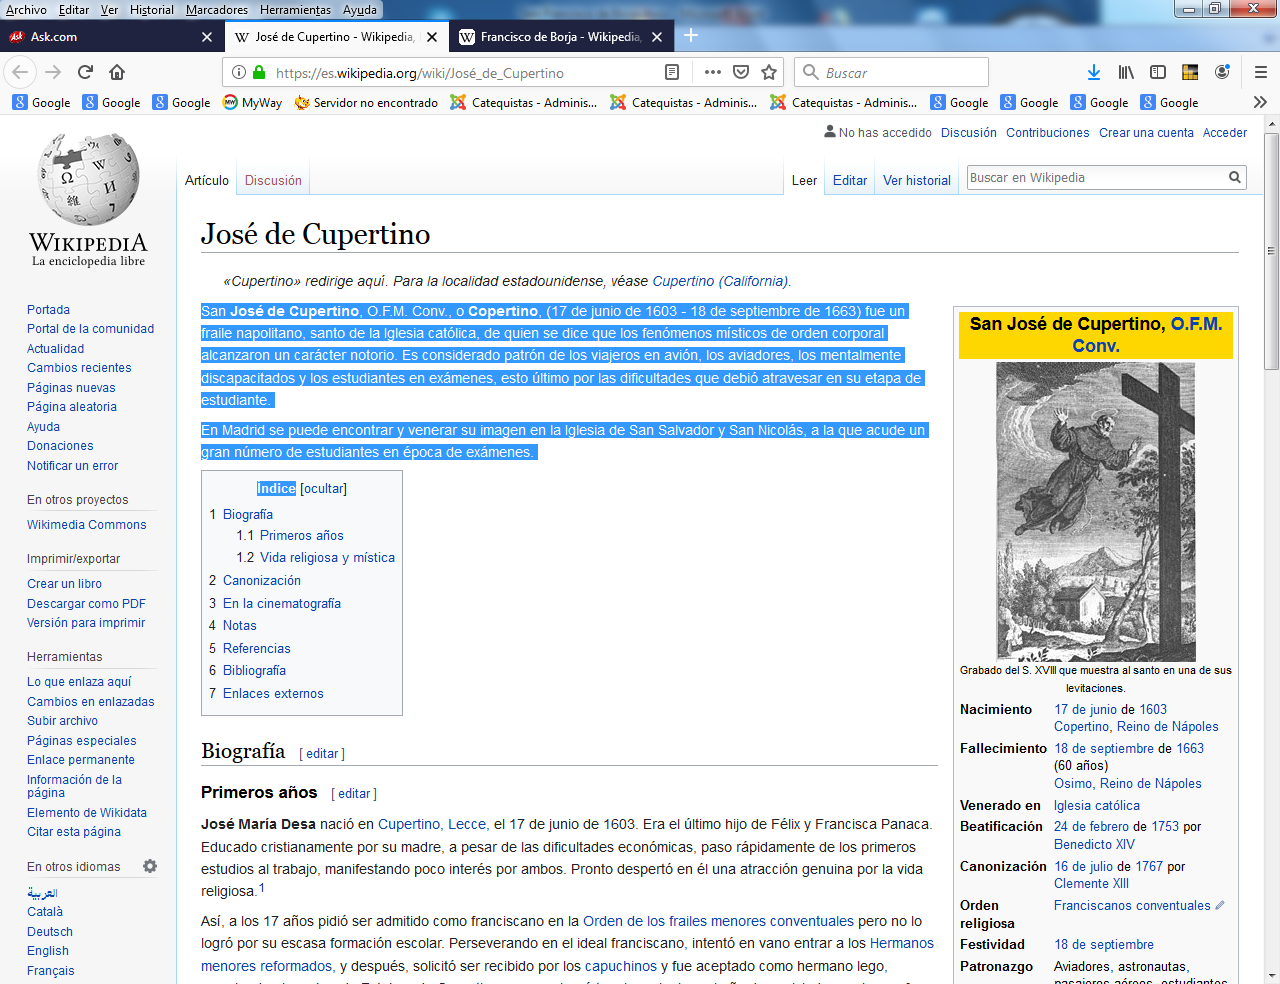 Archivo Editar Ver Historial Marcadores Herramientas Ayuda
Ask.com
José de Cupertino - Wikipedia,
Francisco de Borja - Wikipedia,
https://es.wikipedia.org/wiki/José_de_Cupertino
Buscar
Google Google Google MyWay Servidor no encontrado Catequistas - Adminis... Catequistas - Adminis... Catequistas - Adminis... Google Google Google Google
No has accedido Discusión Contribuciones Crear una cuenta Acceder
Artículo Discusión Leer Editar Ver historial Buscar en Wikipedia
WIKIPEDIA
La enciclopedia libre
Portada
Portal de la comunidad
Actualidad
Cambios recientes
Páginas nuevas
Página aleatoria
Ayuda
Donaciones
Notificar un error
En otros proyectos
Wikimedia Commons
Imprimir/exportar
Crear un libro
Descargar como PDF
Versión para imprimir
Herramientas
Lo que enlaza aquí
Cambios en enlazadas
Subir archivo
Páginas especiales
Enlace permanente
Información de la
página
Elemento de Wikidata
Citar esta página
En otros idiomas
العربية
Català
Deutsch
English
Français
José de Cupertino
«Cupertino» redirige aquí. Para la localidad estadounidense, véase Cupertino (California).
San José de Cupertino, O.F.M. Conv., o Copertino, (17 de junio de 1603 - 18 de septiembre de 1663) fue un
fraile napolitano, santo de la Iglesia católica, de quien se dice que los fenómenos místicos de orden corporal
alcanzaron un carácter notorio. Es considerado patrón de los viajeros en avión, los aviadores, los mentalmente
discapacitados y los estudiantes en exámenes, esto último por las dificultades que debió atravesar en su etapa de
estudiante.
En Madrid se puede encontrar y venerar su imagen en la Iglesia de San Salvador y San Nicolás, a la que acude un
gran número de estudiantes en época de exámenes.
Índice [ocultar]
1 Biografía
1.1 Primeros años
1.2 Vida religiosa y mística
2 Canonización
3 En la cinematografía
4 Notas
5 Referencias
6 Bibliografía
7 Enlaces externos
Biografía [ editar ]
Primeros años [ editar ]
José María Desa nació en Cupertino, Lecce, el 17 de junio de 1603. Era el último hijo de Félix y Francisca Panaca.
Educado cristianamente por su madre, a pesar de las dificultades económicas, paso rápidamente de los primeros
estudios al trabajo, manifestando poco interés por ambos. Pronto despertó en él una atracción genuina por la vida
religiosa.1
Así, a los 17 años pidió ser admitido como franciscano en la Orden de los frailes menores conventuales pero no lo
logró por su escasa formación escolar. Perseverando en el ideal franciscano, intentó en vano entrar a los Hermanos
menores reformados, y después, solicitó ser recibido por los capuchinos y fue aceptado como hermano lego,
San José de Cupertino, O.F.M.
Conv.
Grabado del S. XVIII que muestra al santo en una de sus
levitaciones.
Nacimiento 17 de junio de 1603
Copertino, Reino de Nápoles
Fallecimiento 18 de septiembre de 1663
(60 años)
Osimo, Reino de Nápoles
Venerado en Iglesia católica
Beatificación 24 de febrero de 1753 por
Benedicto XIV
Canonización 16 de julio de 1767 por
Clemente XIII
Orden Franciscanos conventuales
religiosa
Festividad 18 de septiembre
Patronazgo Aviadores, astronautas,
pasajeros aéreos, estudiantes